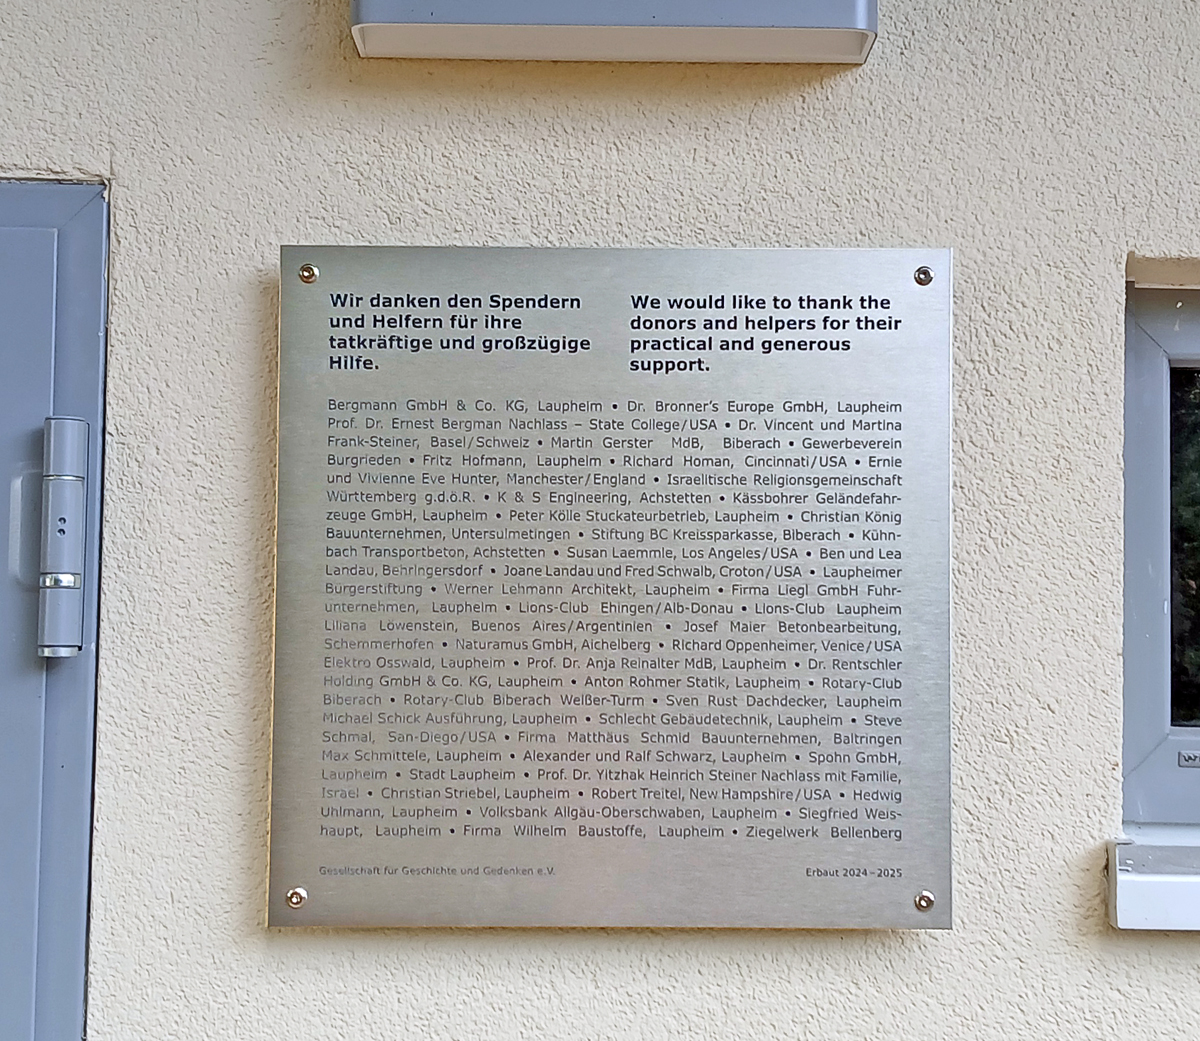 Wir danken den Spendern
und Helfern für ihre
tatkräftige und großzügige
Hilfe.
We would like to thank the
donors and helpers for their
practical and generous
support.
Bergmann GmbH & Co. KG, Laupheim • Dr. Bronner's Europe GmbH, Laupheim
Prof. Dr. Ernest Bergman Nachlass – State College/USA • Dr. Vincent und Martina
Frank-Steiner, Basel/Schweiz • Martin Gerster MdB, Biberach • Gewerbeverein
Burgrieden • Fritz Hofmann, Laupheim • Richard Homan, Cincinnati/USA • Ernie
und Vivienne Eve Hunter, Manchester/England • Israelitische Religionsgemeinschaft
Württemberg g.d.ö.R. • K & S Engineering, Achstetten • Kässbohrer Geländefahr-
zeuge GmbH, Laupheim • Peter Kölle Stuckateurbetrieb, Laupheim • Christian König
Bauunternehmen, Untersulmetingen • Stiftung BC Kreissparkasse, Biberach • Kühn-
bach Transportbeton, Achstetten • Susan Laemmle, Los Angeles/USA • Ben und Lea
Landau, Behringersdorf • Joane Landau und Fred Schwalb, Croton/USA • Laupheimer
Bürgerstiftung • Werner Lehmann Architekt, Laupheim • Firma Liegl GmbH Fuhr-
unternehmen, Laupheim • Lions-Club Ehingen/Alb-Donau • Lions-Club Laupheim
Liliana Löwenstein, Buenos Aires/Argentinien • Josef Maier Betonbearbeitung,
Schemmerhofen • Naturamus GmbH, Aichelberg • Richard Oppenheimer, Venice/USA
Elektro Osswald, Laupheim • Prof. Dr. Anja Reinalter MdB, Laupheim • Dr. Rentschler
Holding GmbH & Co. KG, Laupheim • Anton Rohmer Statik, Laupheim • Rotary-Club
Biberach • Rotary-Club Biberach Weißer-Turm • Sven Rust Dachdecker, Laupheim
Michael Schick Ausführung, Laupheim • Schlecht Gebäudetechnik, Laupheim • Steve
Schmal, San-Diego/USA • Firma Matthäus Schmid Bauunternehmen, Baltringen
Max Schmittele, Laupheim • Alexander und Ralf Schwarz, Laupheim • Spohn GmbH,
Laupheim • Stadt Laupheim • Prof. Dr. Yitzhak Heinrich Steiner Nachlass mit Familie,
Israel • Christian Striebel, Laupheim • Robert Treitel, New Hampshire/USA • Hedwig
Uhlmann, Laupheim • Volksbank Allgäu-Oberschwaben, Laupheim • Siegfried Weis-
haupt, Laupheim • Firma Wilhelm Baustoffe, Laupheim • Ziegelwerk Bellenberg
Gesellschaft für Geschichte und Gedenken e.V.
Erbaut 2024–2025